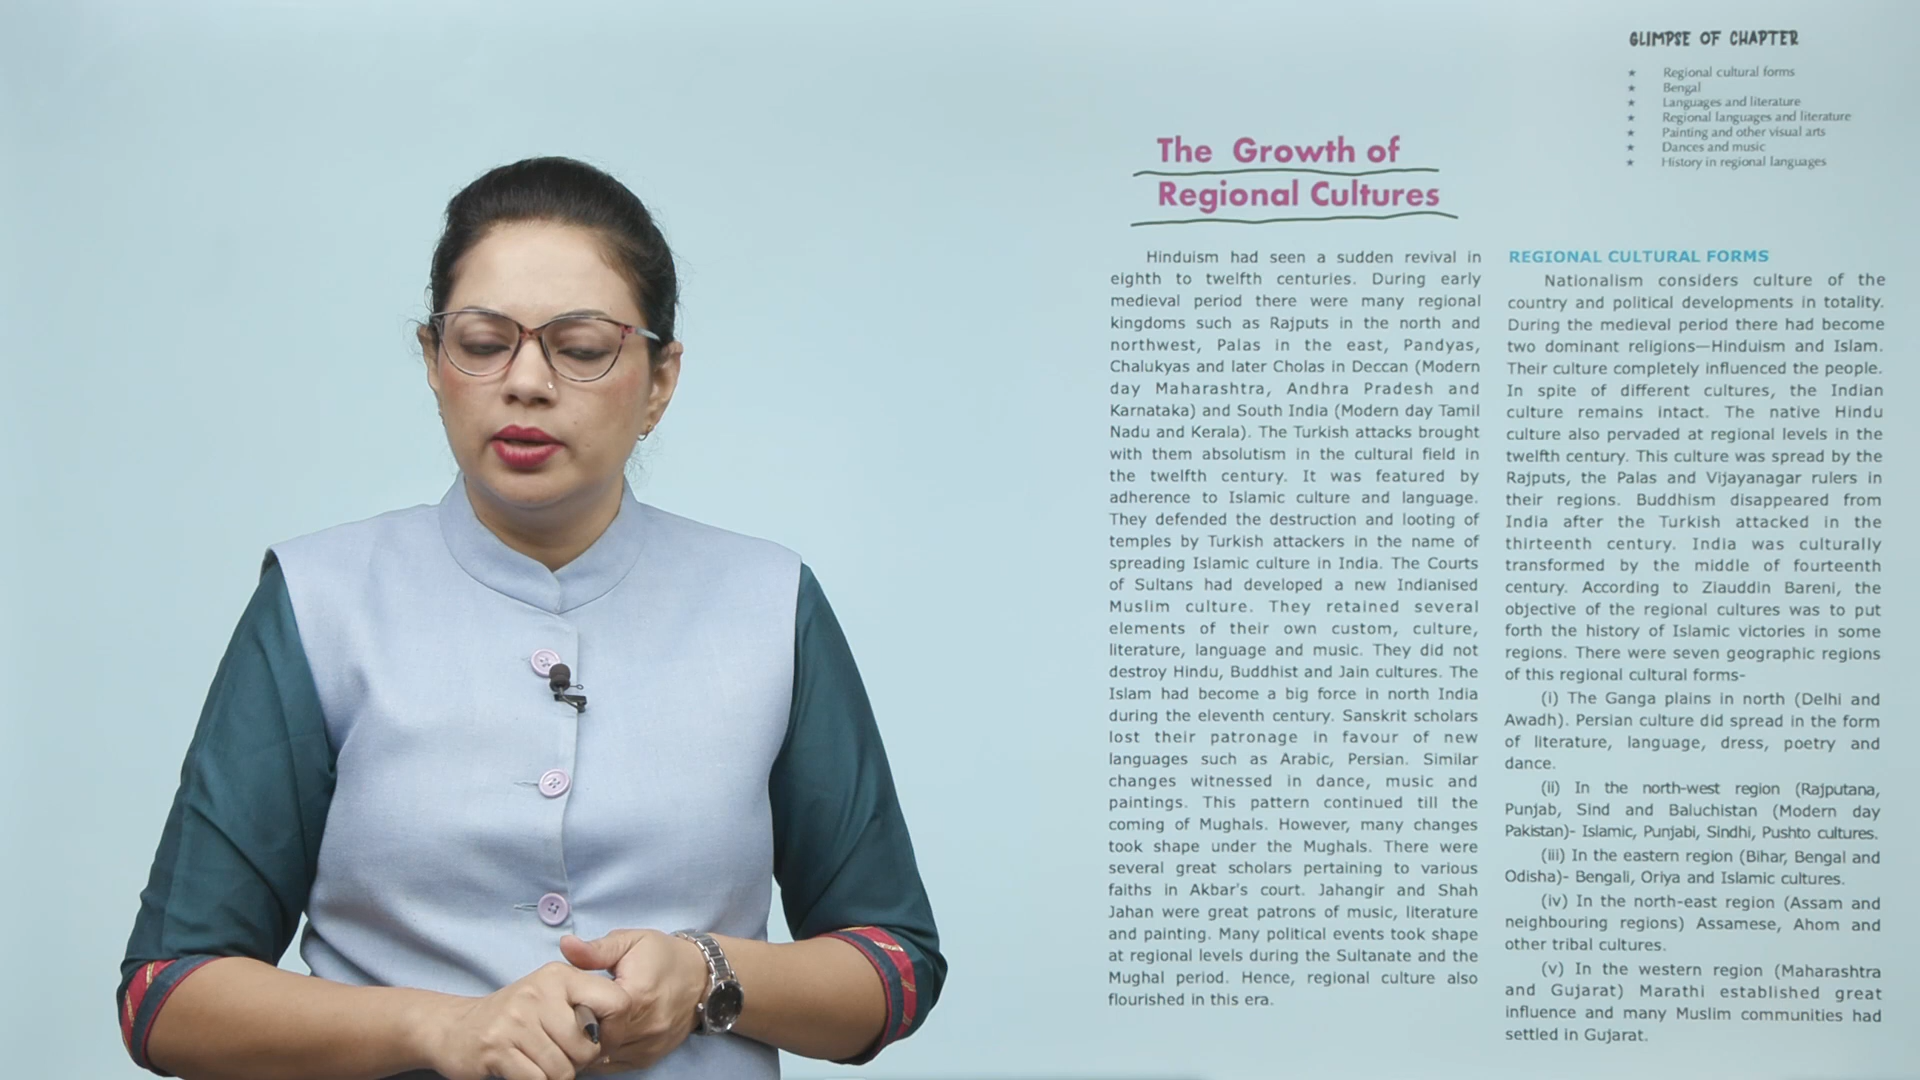 GLIMPSE OF CHAPTER
★ Regional cultural forms
★ Bengal
★ Languages and literature
★ Regional languages and literature
★ Painting and other visual arts
★ Dances and music
★ History in regional languages
The Growth of
Regional Cultures
Hinduism had seen a sudden revival in
eighth to twelfth centuries. During early
medieval period there were many regional
kingdoms such as Rajputs in the north and
northwest, Palas in the east, Pandyas,
Chalukyas and later Cholas in Deccan (Modern
day Maharashtra, Andhra Pradesh and
Karnataka) and South India (Modern day Tamil
Nadu and Kerala). The Turkish attacks brought
with them absolutism in the cultural field in
the twelfth century. It was featured by
adherence to Islamic culture and language.
They defended the destruction and looting of
temples by Turkish attackers in the name of
spreading Islamic culture in India. The Courts
of Sultans had developed a new Indianised
Muslim culture. They retained several
elements of their own custom, culture,
literature, language and music. They did not
destroy Hindu, Buddhist and Jain cultures. The
Islam had become a big force in north India
during the eleventh century. Sanskrit scholars
lost their patronage in favour of new
languages such as Arabic, Persian. Similar
changes witnessed in dance, music and
paintings. This pattern continued till the
coming of Mughals. However, many changes
took shape under the Mughals. There were
several great scholars pertaining to various
faiths in Akbar's court. Jahangir and Shah
Jahan were great patrons of music, literature
and painting. Many political events took shape
at regional levels during the Sultanate and the
Mughal period. Hence, regional culture also
flourished in this era.
REGIONAL CULTURAL FORMS
Nationalism considers culture of the
country and political developments in totality.
During the medieval period there had become
two dominant religions—Hinduism and Islam.
Their culture completely influenced the people.
In spite of different cultures, the Indian
culture remains intact. The native Hindu
culture also pervaded at regional levels in the
twelfth century. This culture was spread by the
Rajputs, the Palas and Vijayanagar rulers in
their regions. Buddhism disappeared from
India after the Turkish attacked in the
thirteenth century. India was culturally
transformed by the middle of fourteenth
century. According to Ziauddin Bareni, the
objective of the regional cultures was to put
forth the history of Islamic victories in some
regions. There were seven geographic regions
of this regional cultural forms-
(i) The Ganga plains in north (Delhi and
Awadh). Persian culture did spread in the form
of literature, language, dress, poetry and
dance.
(ii) In the north-west region (Rajputana,
Punjab, Sind and Baluchistan (Modern day
Pakistan)- Islamic, Punjabi, Sindhi, Pushto cultures.
(iii) In the eastern region (Bihar, Bengal and
Odisha)- Bengali, Oriya and Islamic cultures.
(iv) In the north-east region (Assam and
neighbouring regions) Assamese, Ahom and
other tribal cultures.
(v) In the western region (Maharashtra
and Gujarat) Marathi established great
influence and many Muslim communities had
settled in Gujarat.